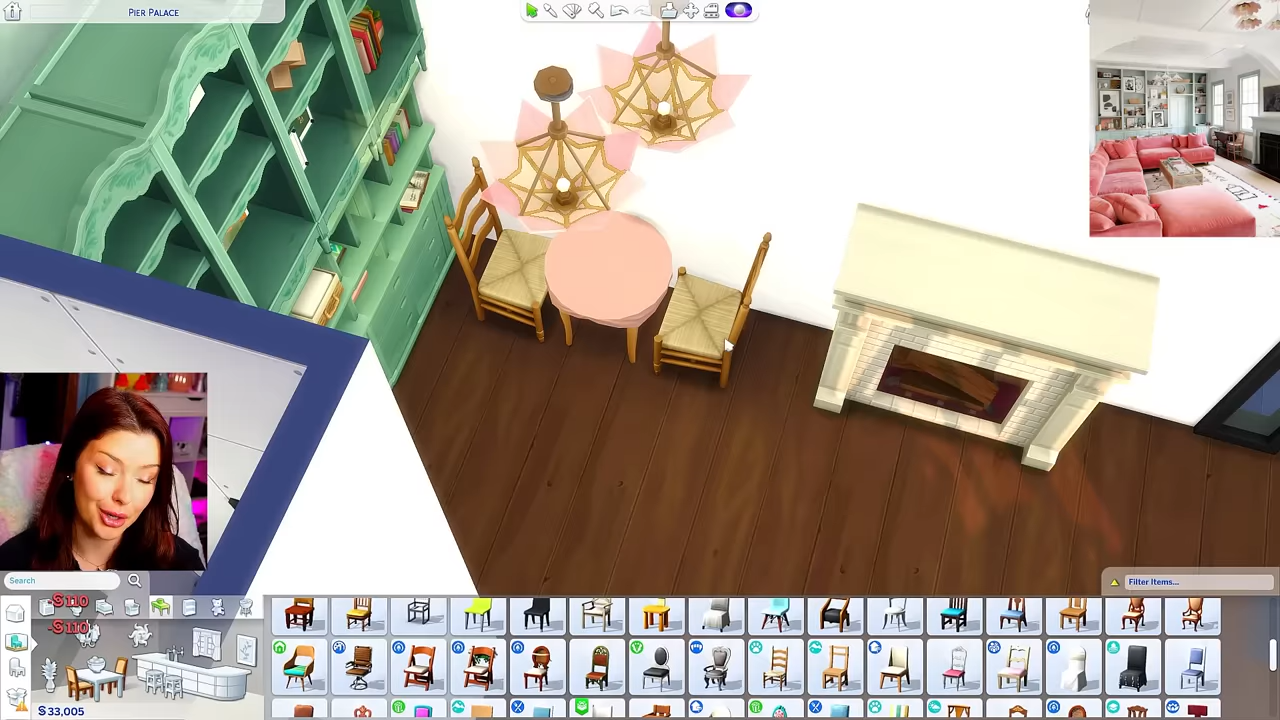 PIER PALACE
Search
Filter Items...
$110
-$110
$33,005